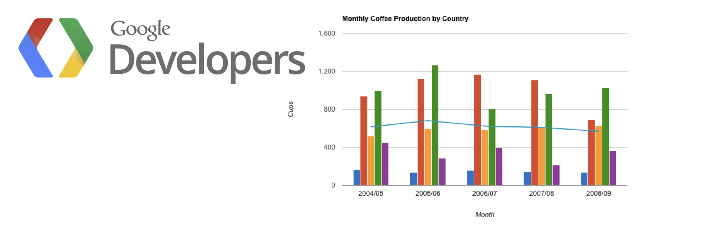 Google
Developers
Monthly Coffee Production by Country
1,600
1,200
800
400
0
Cups
2004/05
2005/06
2006/07
2007/08
2008/09
Month